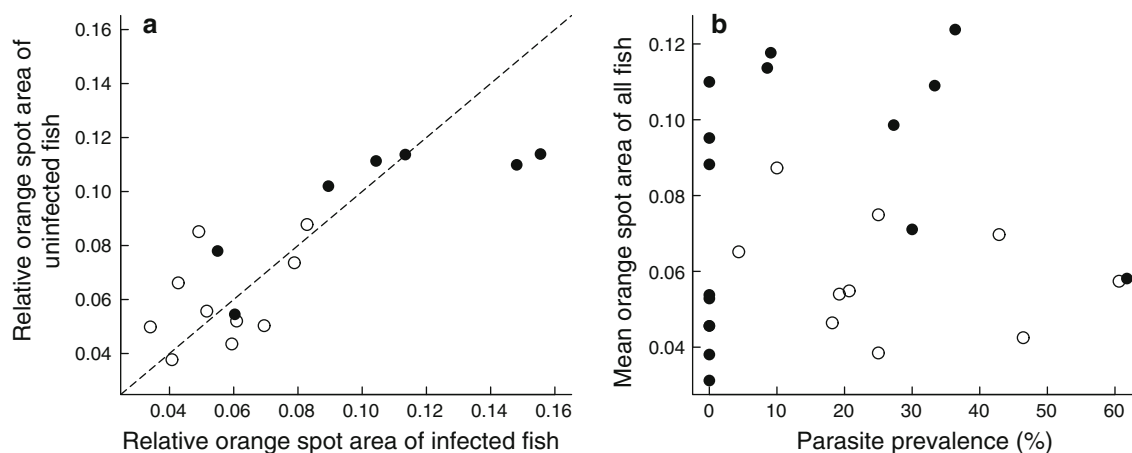 a
Relative orange spot area of
uninfected fish
0.16
0.14
0.12
0.10
0.08
0.06
0.04
0.04 0.06 0.08 0.10 0.12 0.14 0.16
Relative orange spot area of infected fish
b
Mean orange spot area of all fish
0.12
0.10
0.08
0.06
0.04
0 10 20 30 40 50 60
Parasite prevalence (%)